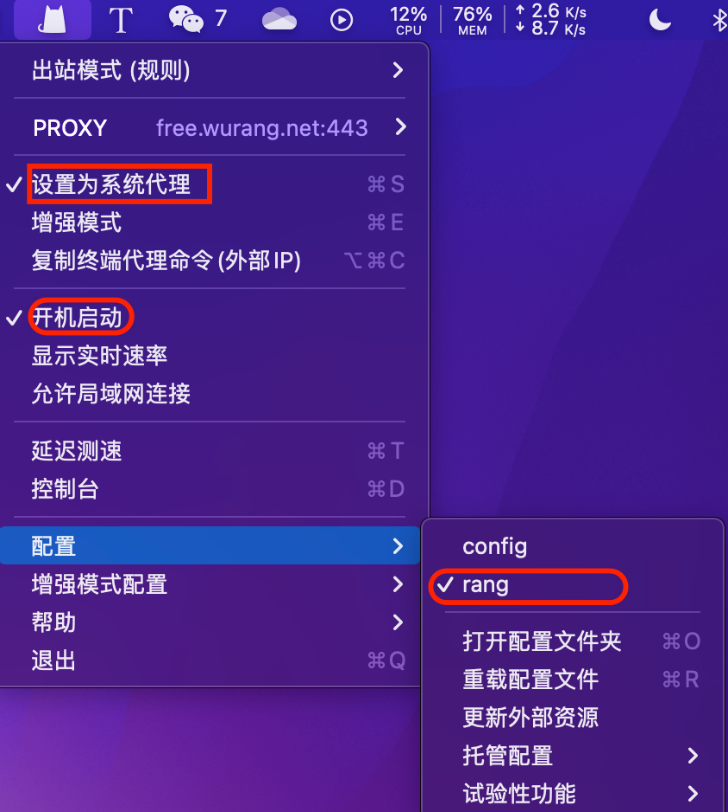 T 7 12% CPU 76% MEM ↑ 2.6 K/s ↓ 8.7 K/s
出站模式 (规则)
PROXY free.wurang.net:443
设置为系统代理 ⌘S
增强模式 ⌘E
复制终端代理命令(外部IP) ⌥⌘C
开机启动
显示实时速率
允许局域网连接
延迟测速 ⌘T
控制台 ⌘D
配置
增强模式配置
帮助
退出 ⌘Q
config
rang
打开配置文件夹 ⌘O
重载配置文件 ⌘R
更新外部资源
托管配置
试验性功能